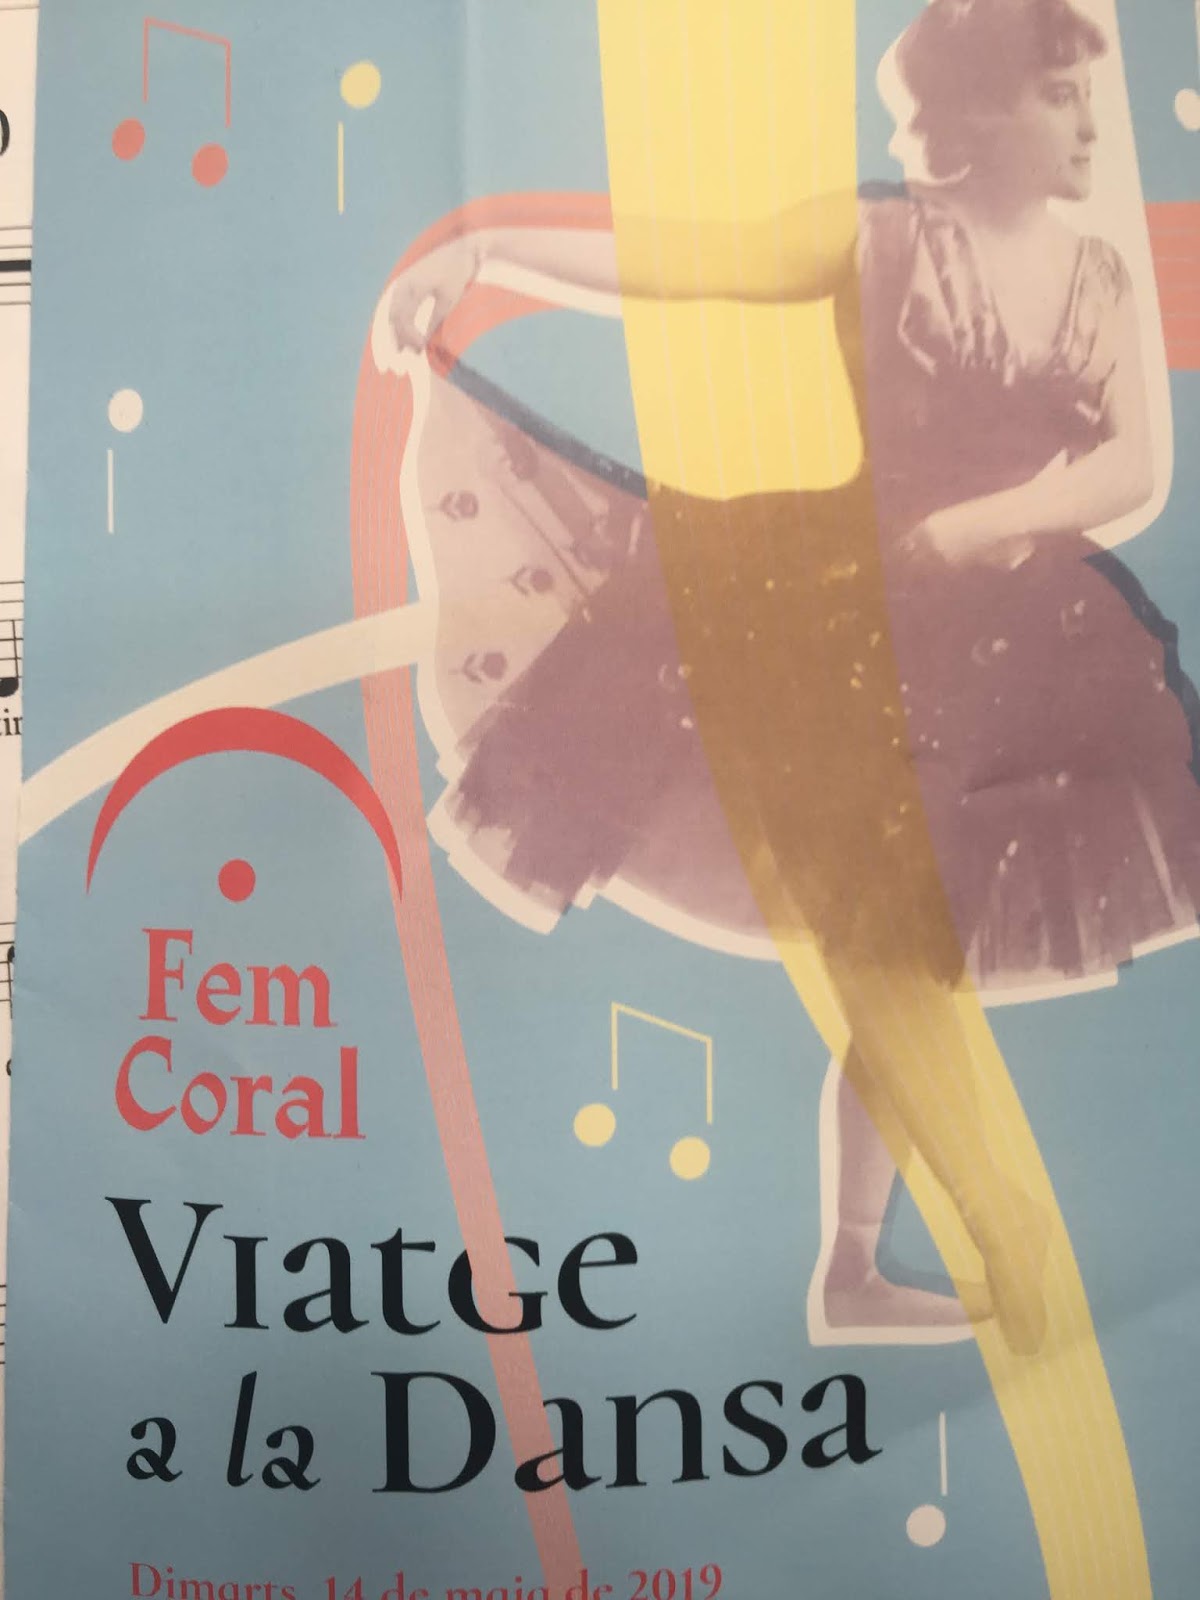 Fem
Coral
Viatge
a la Dansa
Dimarts, 14 de maig de 2019